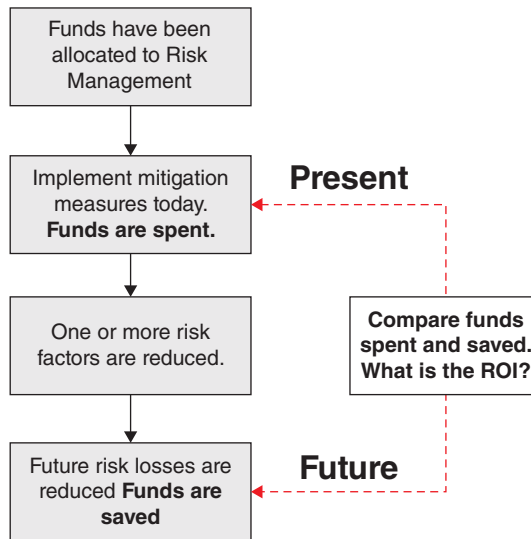 Funds have been
allocated to Risk
Management
Implement mitigation
measures today.
Funds are spent.
Present
One or more risk
factors are reduced.
Compare funds
spent and saved.
What is the ROI?
Future risk losses are
reduced Funds are
saved
Future